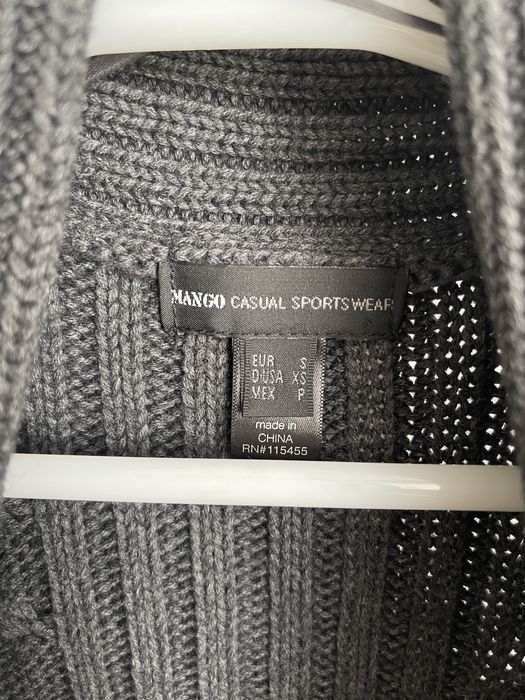 MANGO CASUAL SPORTSWEAR
EUR S
D/USA XS
MEX P
made in
CHINA
RN#115455